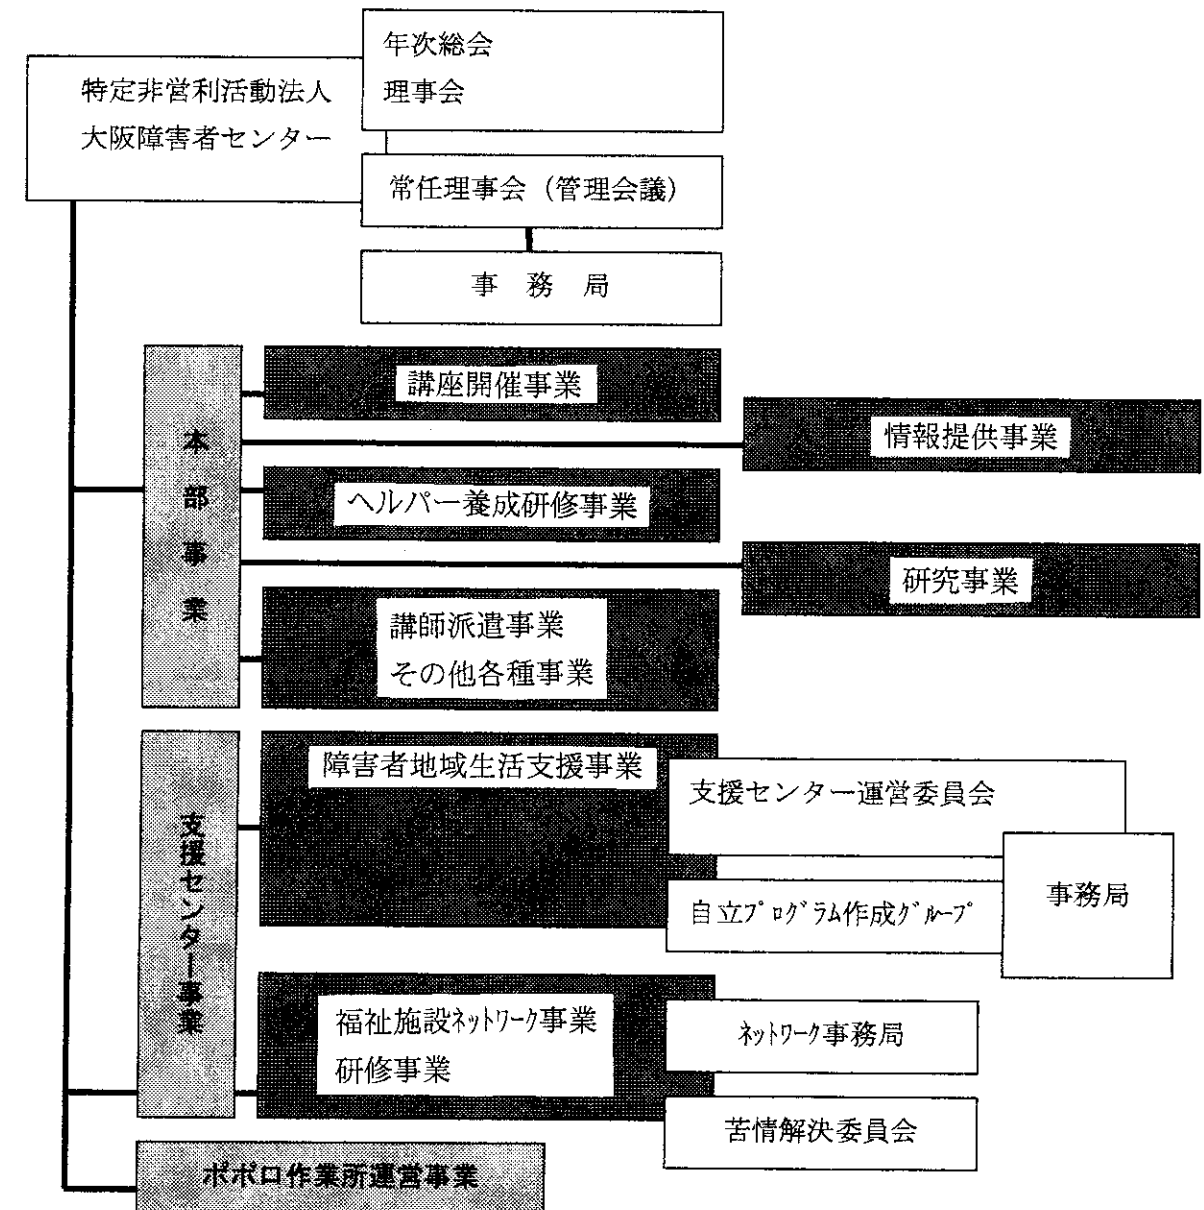 年次総会
理事会
特定非営利活動法人
大阪障害者センター
常任理事会（管理会議）
事　務　局
本部事業
講座開催事業
情報提供事業
ヘルパー養成研修事業
研究事業
講師派遣事業
その他各種事業
支援センター事業
障害者地域生活支援事業
支援センター運営委員会
事務局
自立ﾌﾟﾛｸﾞﾗﾑ作成ｸﾞﾙｰﾌﾟ
福祉施設ﾈｯﾄﾜｰｸ事業
研修事業
ﾈｯﾄﾜｰｸ事務局
苦情解決委員会
ポポロ作業所運営事業